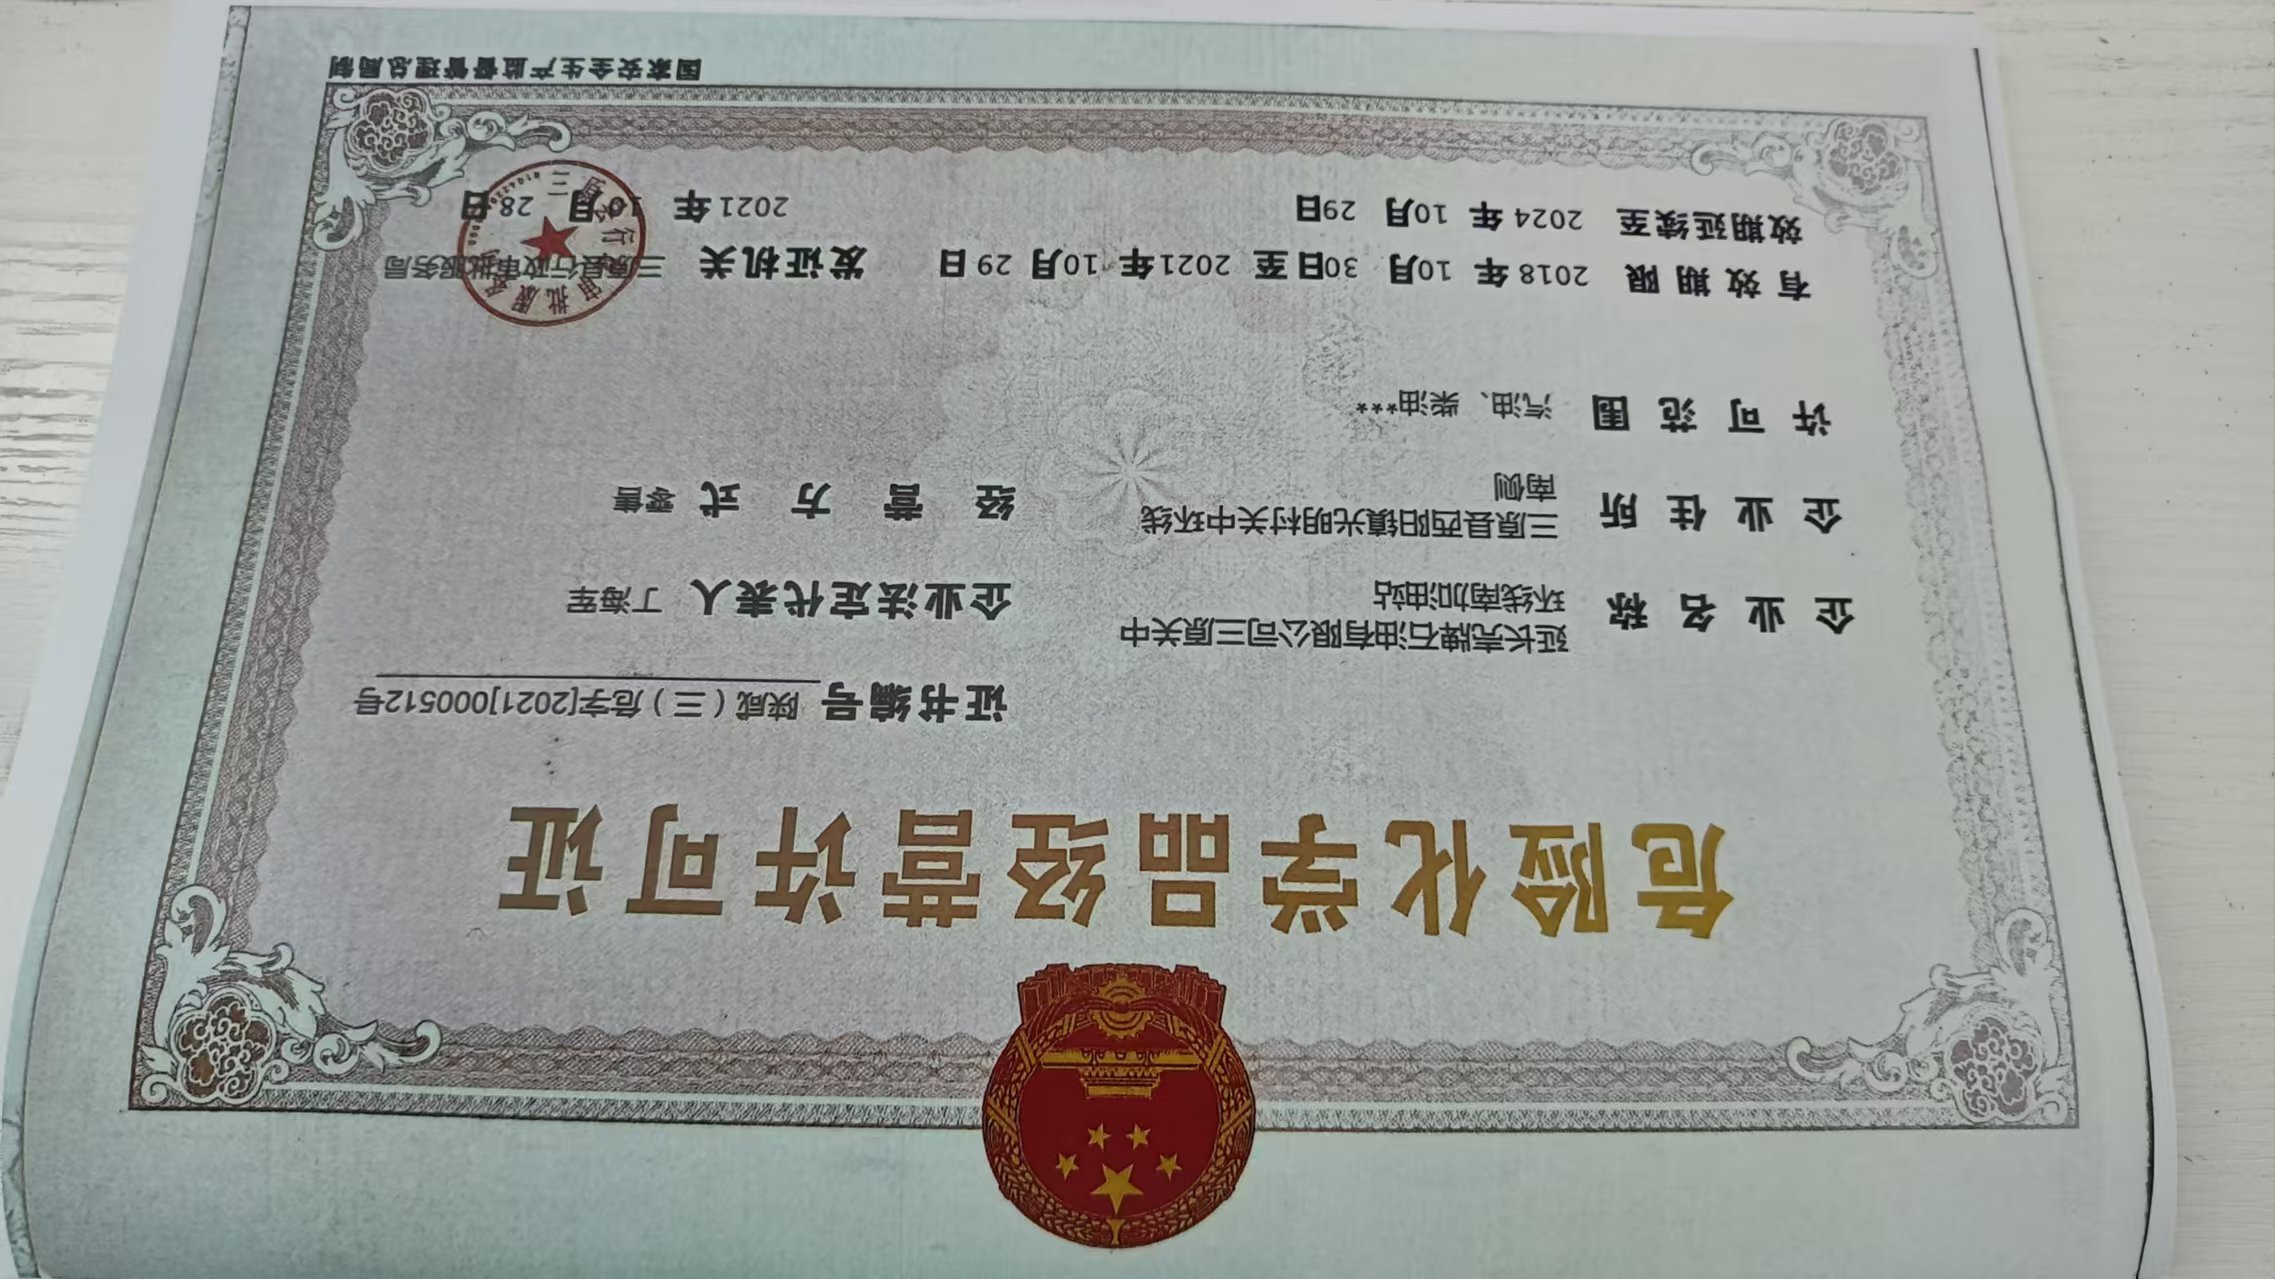 危险化学品经营许可证
证书编号 陕咸（三）危字[2021]000512号
企业名称 延长壳牌石油有限公司三原关中
环线南加油站
企业法定代表人 丁海军
企业住所 三原县西阳镇光明村关中环线
南侧
经营方式 零售
许可范围 汽油、柴油***
有效期限 2018年 10月 30日至 2021年 10月 29日
发证机关 三原县行政审批服务局
效期延续至 2024年 10月 29日
2021年 10月 28日
国家安全生产监督管理总局制